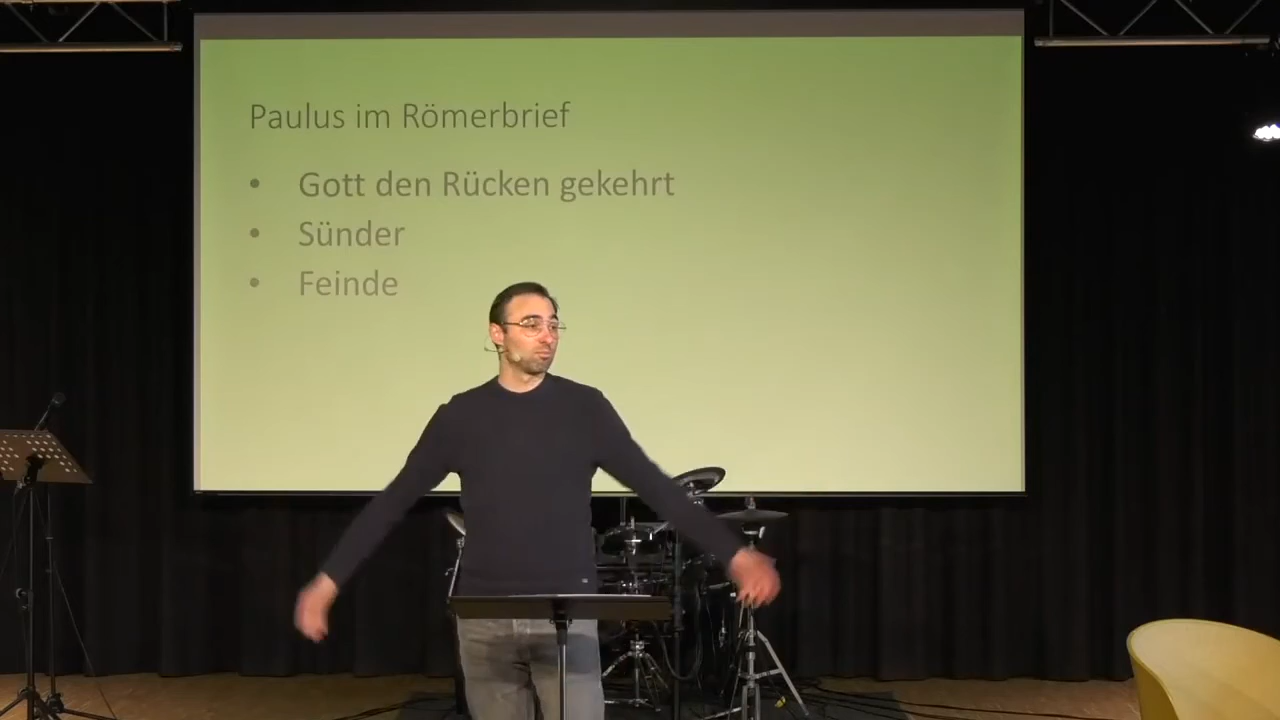 Paulus im Römerbrief
• Gott den Rücken gekehrt
• Sünder
• Feinde